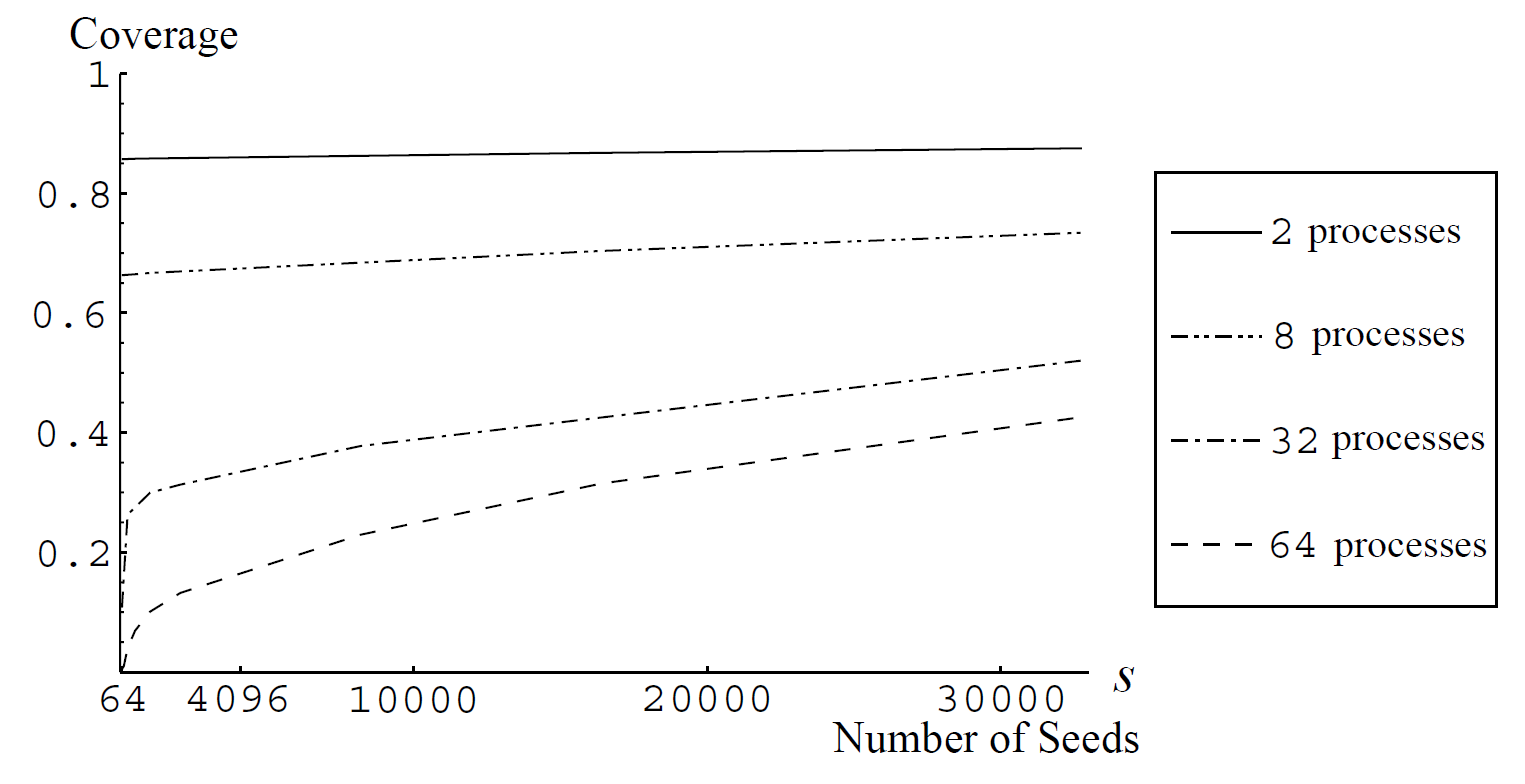 Coverage
1
0.8
0.6
0.4
0.2
64 4096 10000 20000 30000 s
Number of Seeds
2 processes
8 processes
32 processes
64 processes